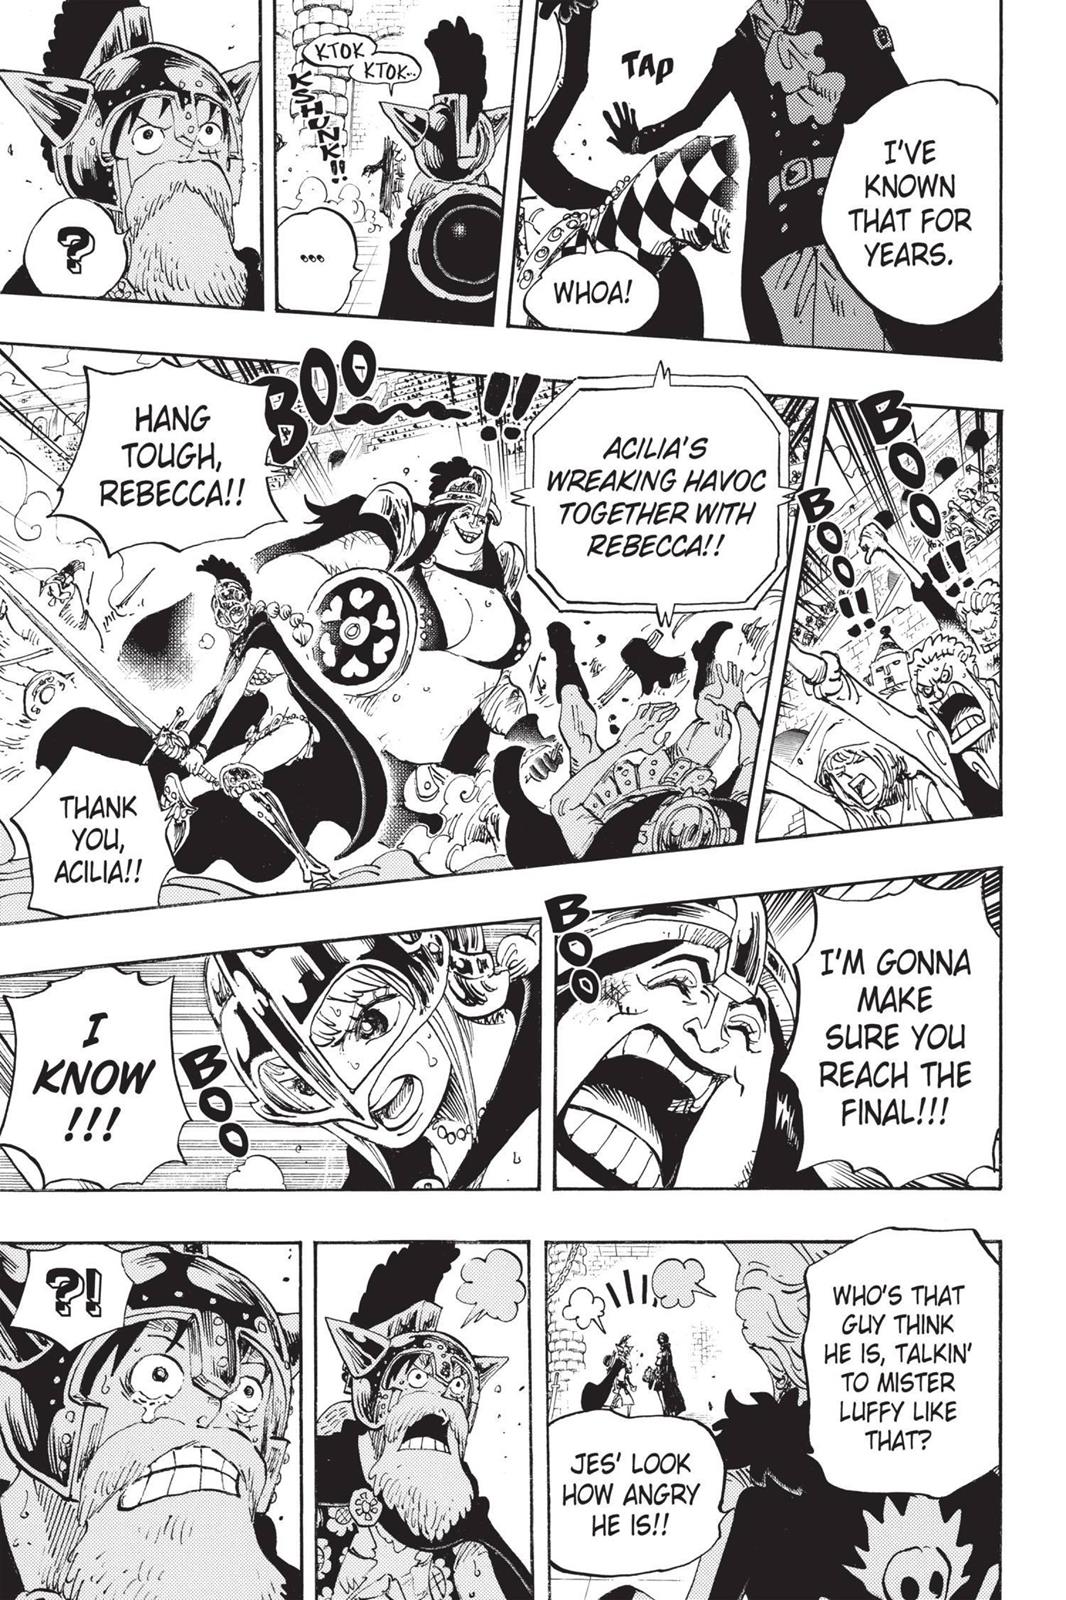 TAP
I'VE
KNOWN
THAT FOR
YEARS.
WHOA!
KTOK
KTOK...
KSHUNK!!
...
?
BOO!!
BOO!!
ACILIA'S
WREAKING HAVOC
TOGETHER WITH
REBECCA!!
BOO!!
HANG
TOUGH,
REBECCA!!
THANK
YOU,
ACILIA!!
I'M GONNA
MAKE
SURE YOU
REACH THE
FINAL!!!
BOO
BOO
I
KNOW
!!!
WHO'S THAT
GUY THINK
HE IS, TALKIN'
TO MISTER
LUFFY LIKE
THAT?
JES' LOOK
HOW ANGRY
HE IS!!
?!